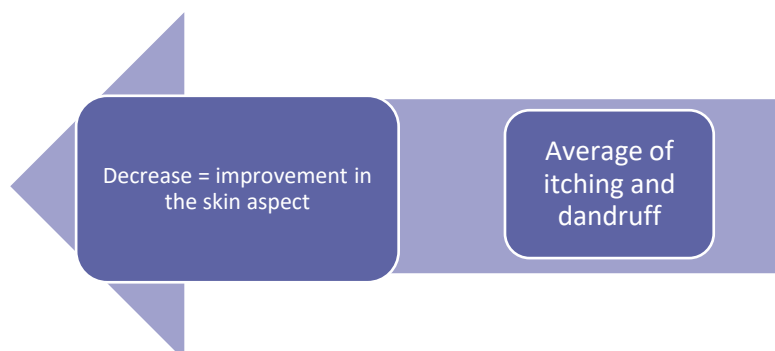 Decrease = improvement in
the skin aspect
Average of
itching and
dandruff